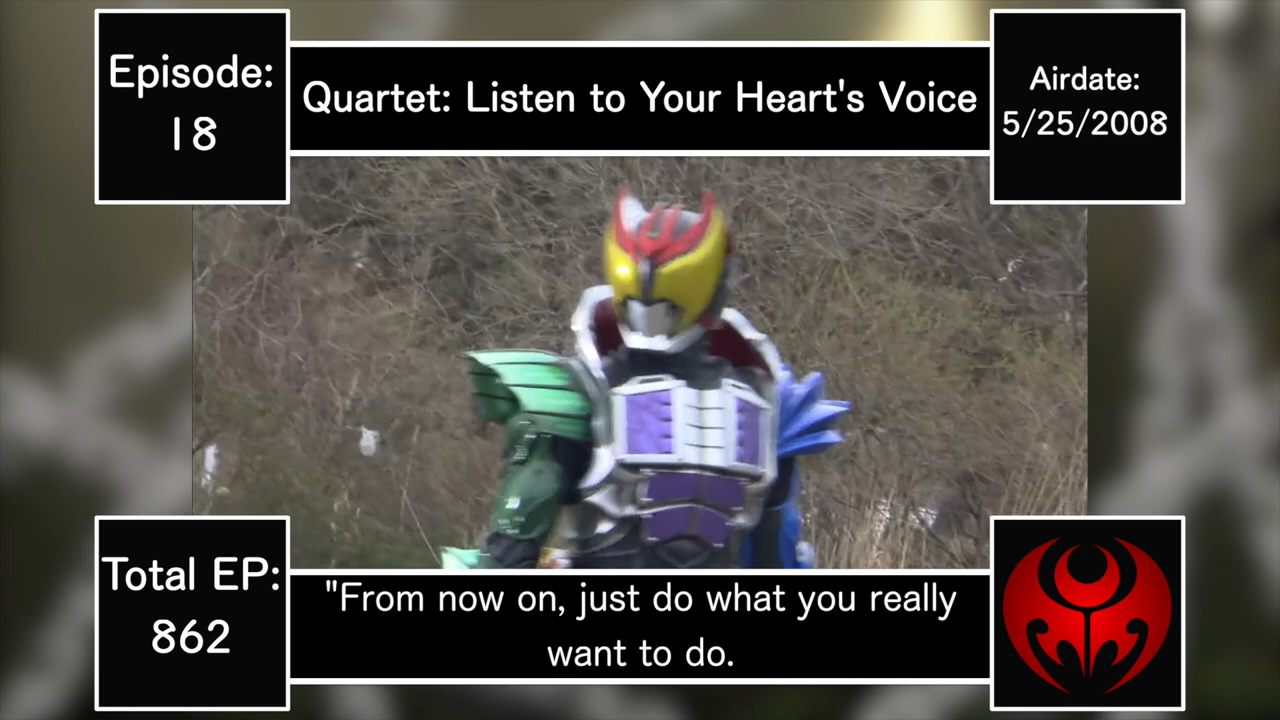 Episode:
18
Quartet: Listen to Your Heart's Voice
Airdate:
5/25/2008
Total EP:
862
"From now on, just do what you really
want to do.